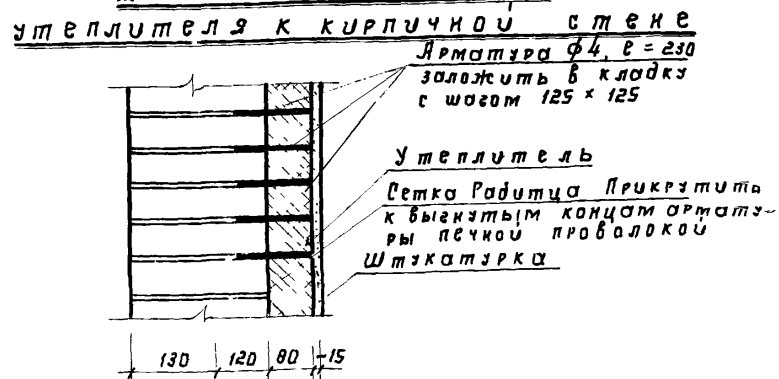 утеплителя к кирпичной стене
Арматура ф4, е = 230
заложить в кладку
с шагом 125 х 125
Утеплитель
Сетка Рабитца Прикрутить
к выгнутым концам армату-
ры печной проволокой
Штукатурка
130 120 80 15